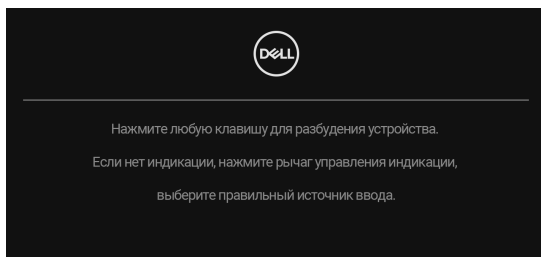 DELL
Нажмите любую клавишу для разбудения устройства.
Если нет индикации, нажмите рычаг управления индикации,
выберите правильный источник ввода.